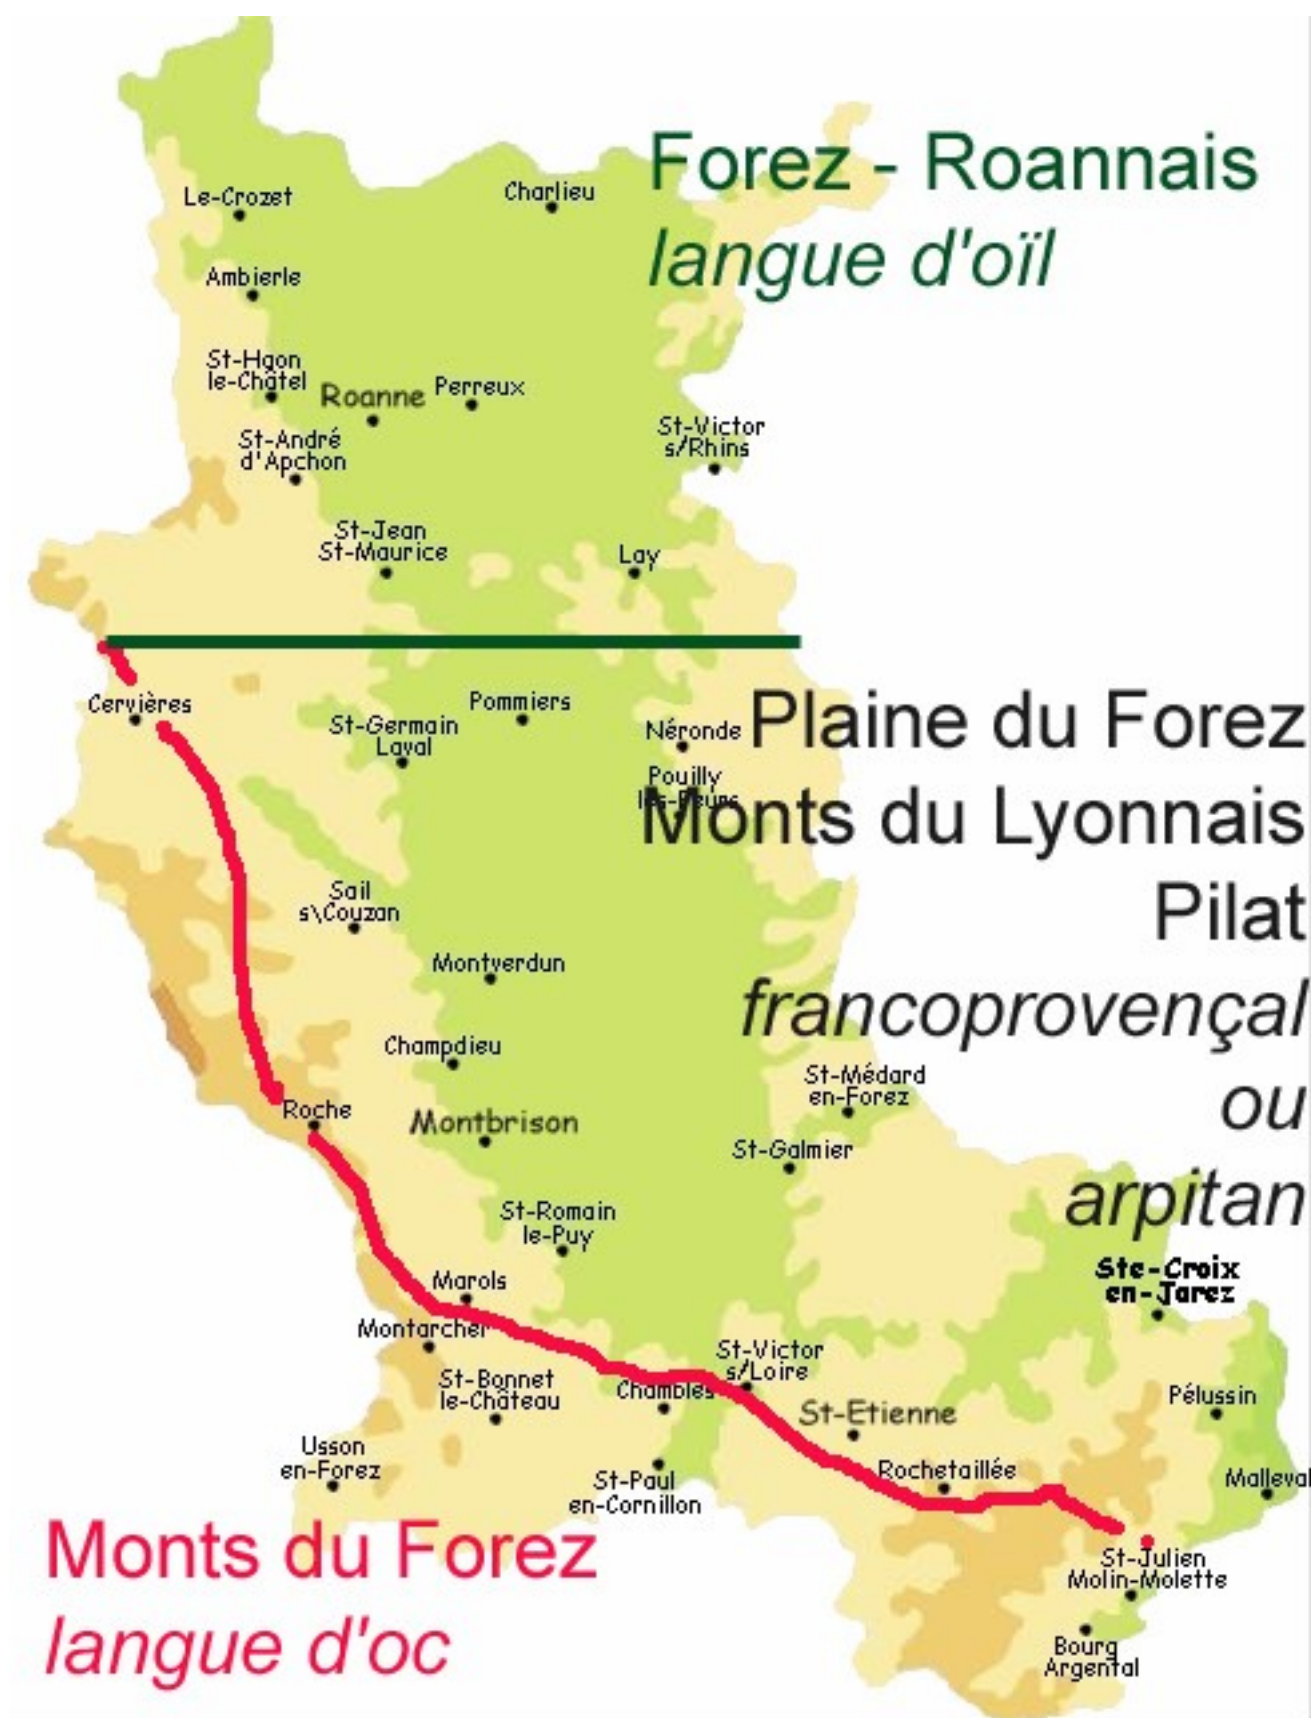 Forez - Roannais
langue d'oïl
Le-Crozet
Charlieu
Ambierle
St-Haon
le-Châtel
Roanne
Perreux
St-André
d'Apchon
St-Victor
s/Rhins
St-Jean
St-Maurice
Lay
Cervières
St-Germain
Laval
Pommiers
Néronde
Plaine du Forez
Pouilly
les-Feurs
Monts du Lyonnais
Pilat
Sail
s\Couzan
Montverdun
francoprovençal
Champdieu
ou
St-Médard
en-Forez
Roche
Montbrison
St-Galmier
arpitan
St-Romain
le-Puy
Ste-Croix
en-Jarez
Marols
Montarcher
St-Victor
s/Loire
St-Bonnet
le-Château
Chambles
St-Etienne
Pélussin
Usson
en-Forez
St-Paul
en-Cornillon
Rochetaillée
Malleval
Monts du Forez
langue d'oc
St-Julien
Molin-Molette
Bourg
Argental